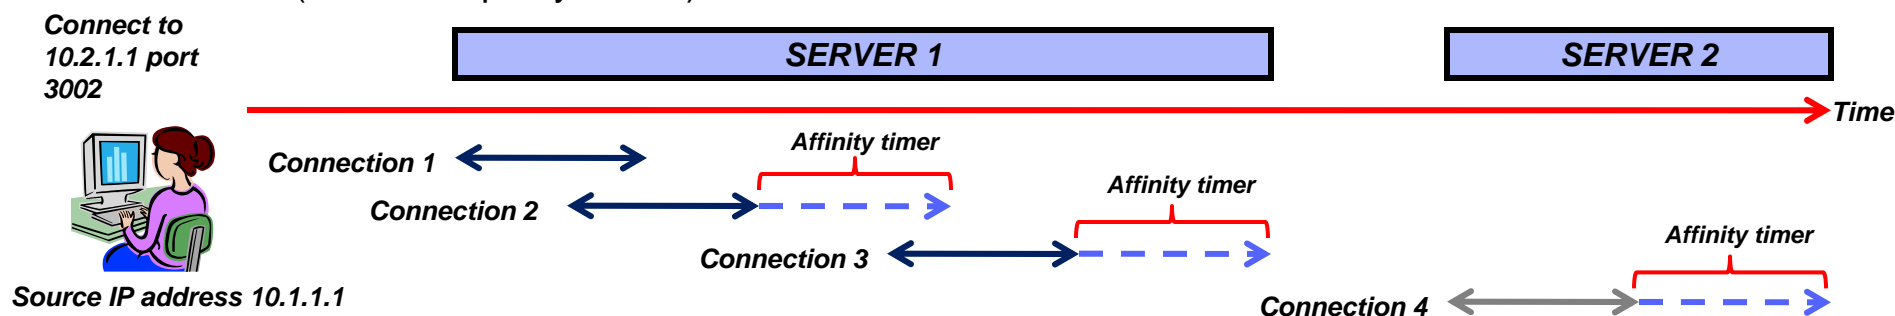 Connect to
10.2.1.1 port
3002
SERVER 1
SERVER 2
Time
Connection 1
Affinity timer
Connection 2
Affinity timer
Connection 3
Affinity timer
Connection 4
Source IP address 10.1.1.1